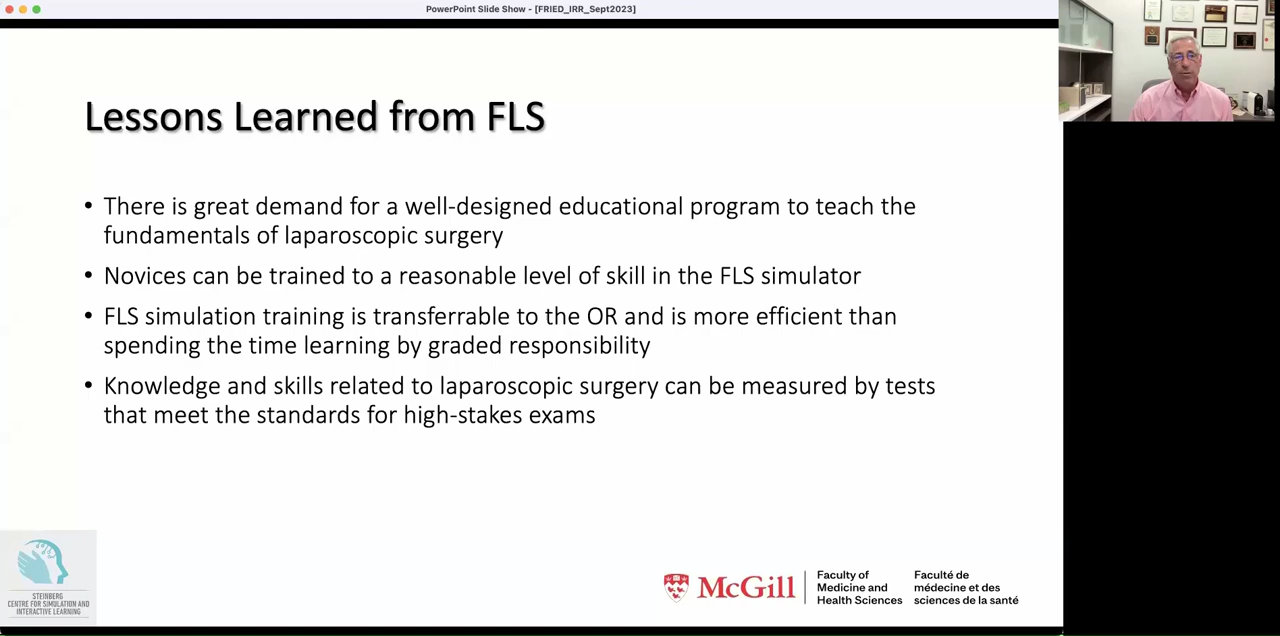 PowerPoint Slide Show - [FRIED_IRR_Sept2023]
Lessons Learned from FLS
• There is great demand for a well-designed educational program to teach the
fundamentals of laparoscopic surgery
• Novices can be trained to a reasonable level of skill in the FLS simulator
• FLS simulation training is transferrable to the OR and is more efficient than
spending the time learning by graded responsibility
• Knowledge and skills related to laparoscopic surgery can be measured by tests
that meet the standards for high-stakes exams
STEINBERG
CENTRE FOR SIMULATION AND
INTERACTIVE LEARNING
McGill
Faculty of
Medicine and
Health Sciences
Faculté de
médecine et des
sciences de la santé